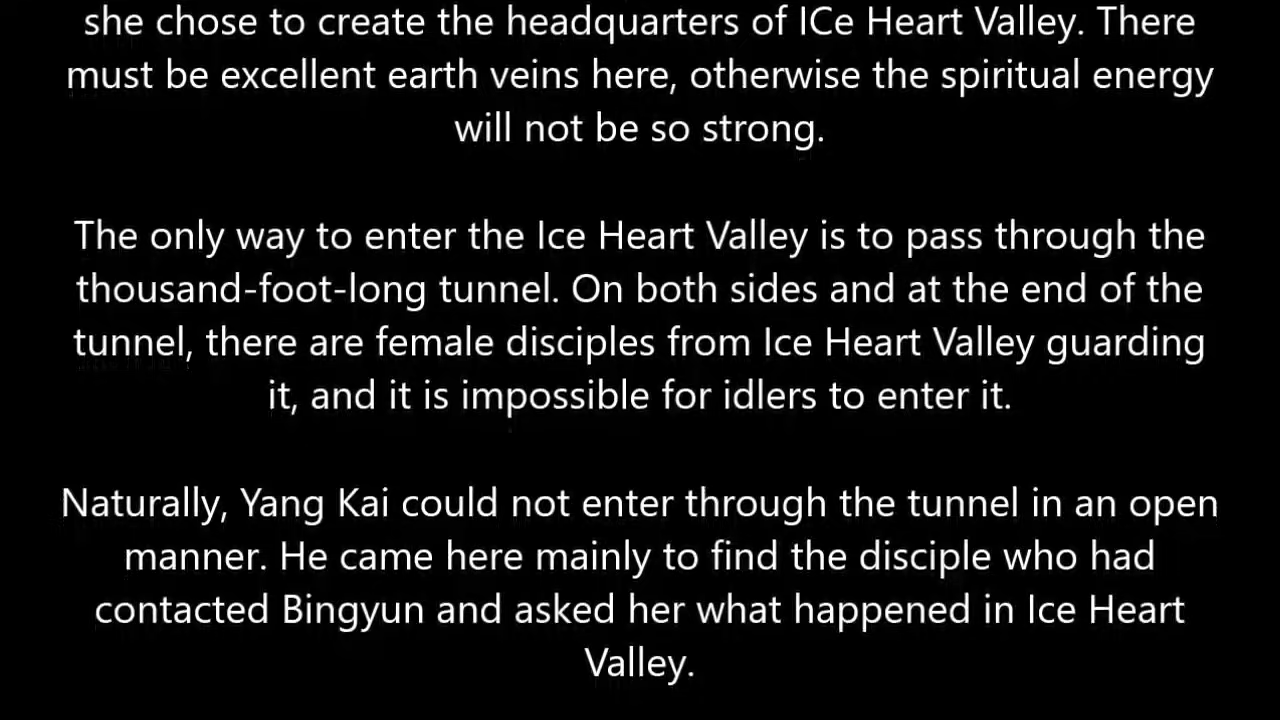 she chose to create the headquarters of ICe Heart Valley. There
must be excellent earth veins here, otherwise the spiritual energy
will not be so strong.
The only way to enter the Ice Heart Valley is to pass through the
thousand-foot-long tunnel. On both sides and at the end of the
tunnel, there are female disciples from Ice Heart Valley guarding
it, and it is impossible for idlers to enter it.
Naturally, Yang Kai could not enter through the tunnel in an open
manner. He came here mainly to find the disciple who had
contacted Bingyun and asked her what happened in Ice Heart
Valley.